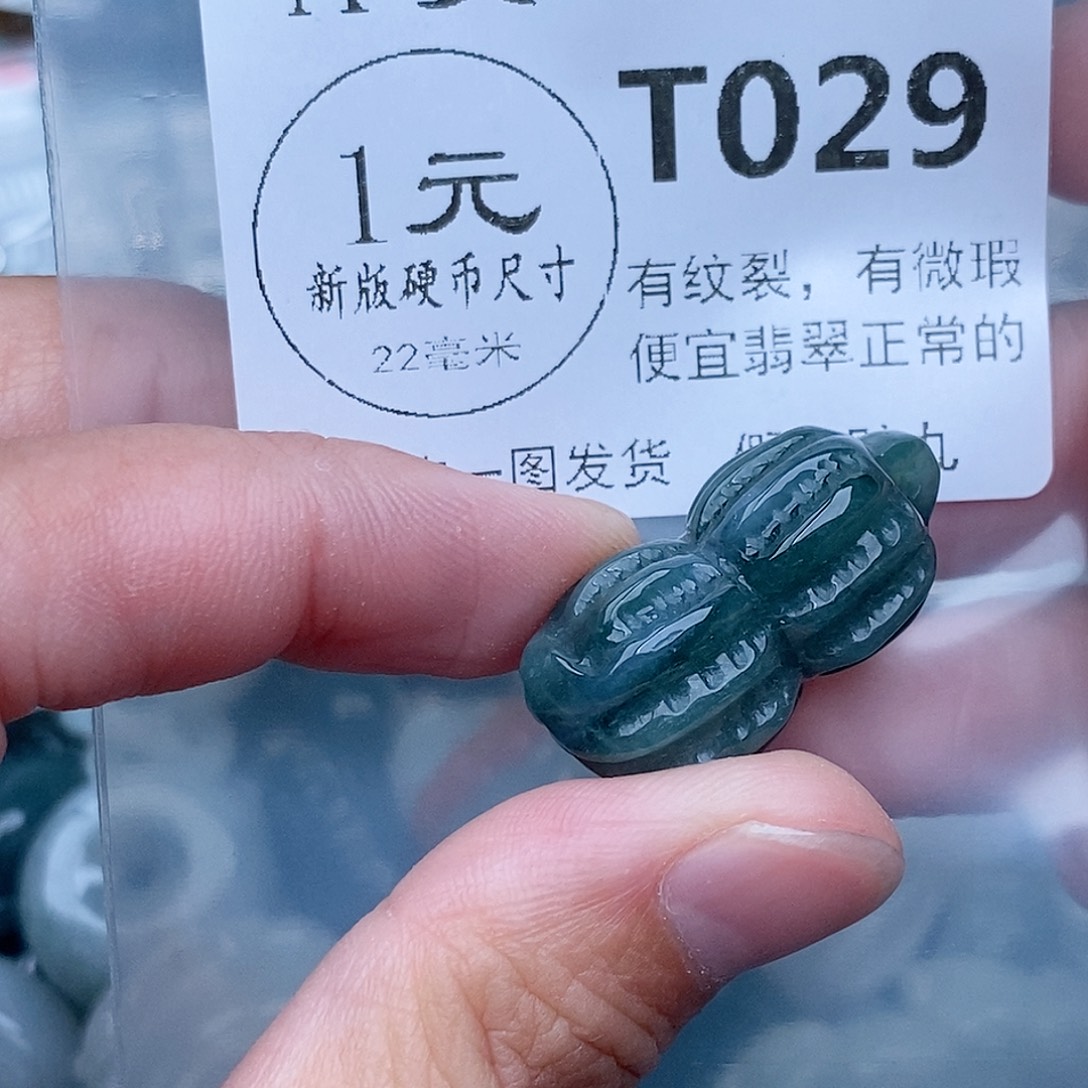 T029
1元
新版硬币尺寸
22毫米
有纹裂，有微瑕
便宜翡翠正常的
一图发货